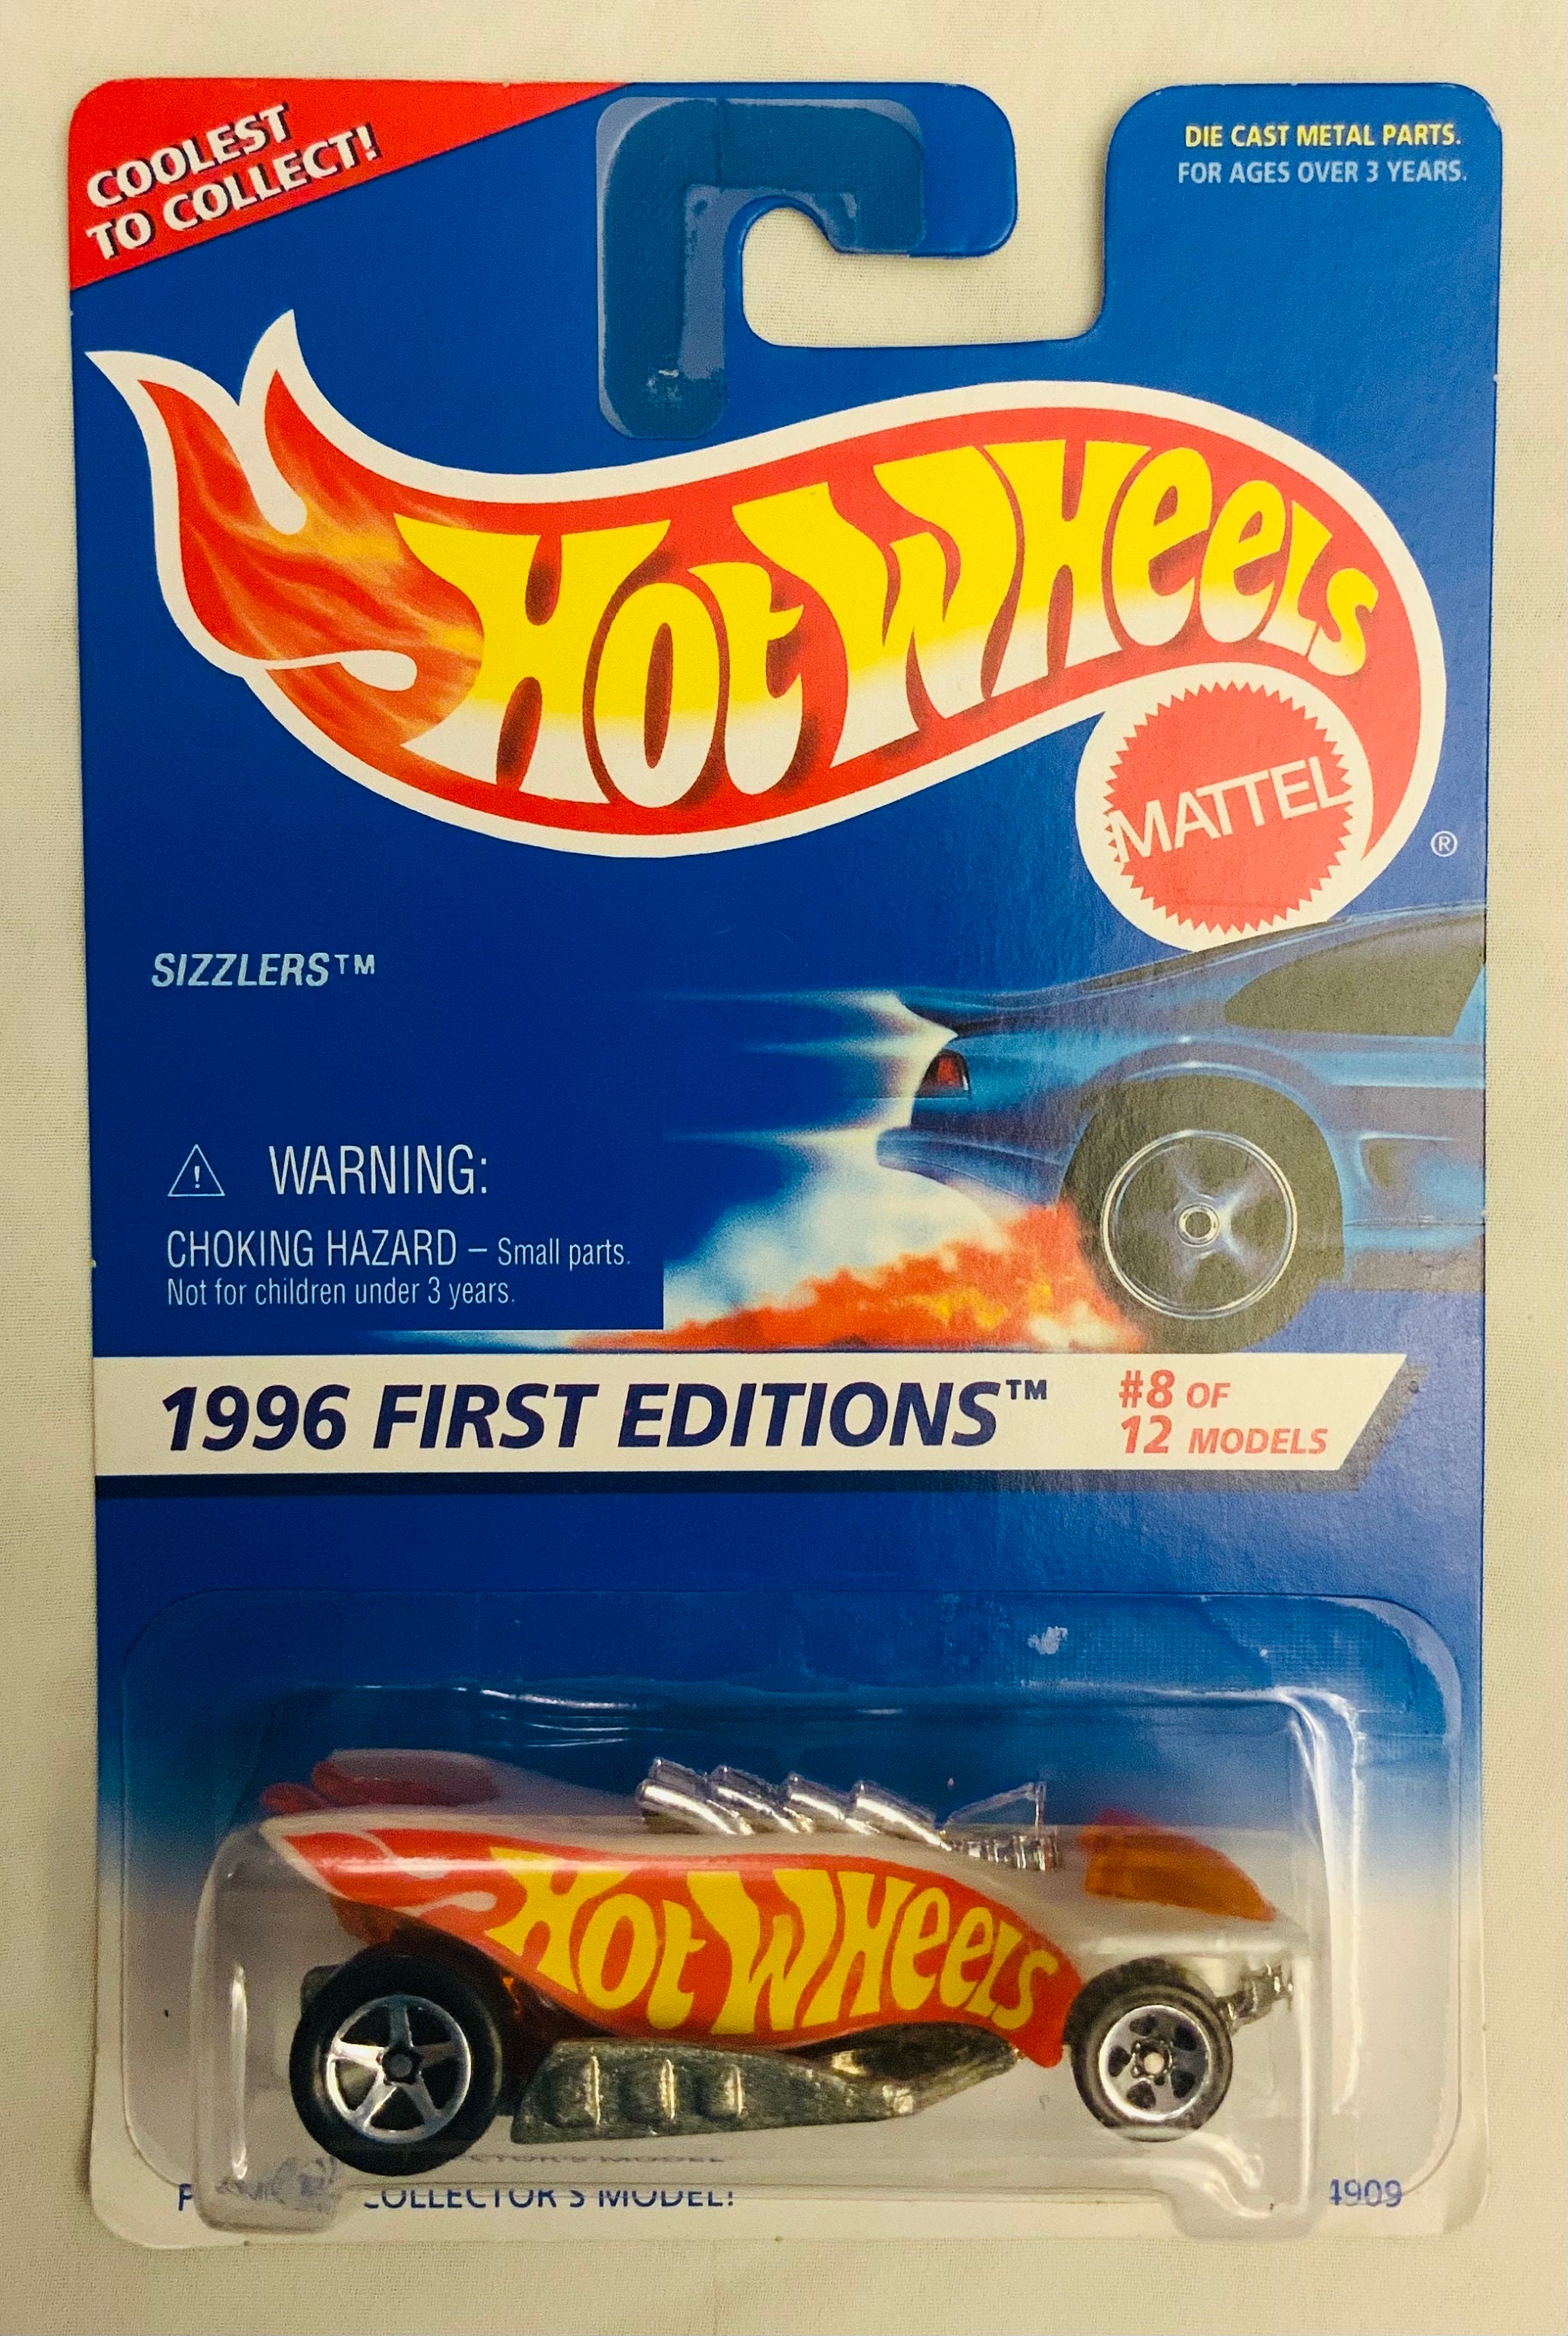 COOLEST
TO COLLECT!
DIE CAST METAL PARTS.
FOR AGES OVER 3 YEARS.
HOT WHEELS
MATTEL
®
SIZZLERS™
WARNING:
CHOKING HAZARD – Small parts.
Not for children under 3 years.
1996 FIRST EDITIONS™
#8 OF
12 MODELS
HOT WHEELS
COLLECTOR'S MODEL!
4909